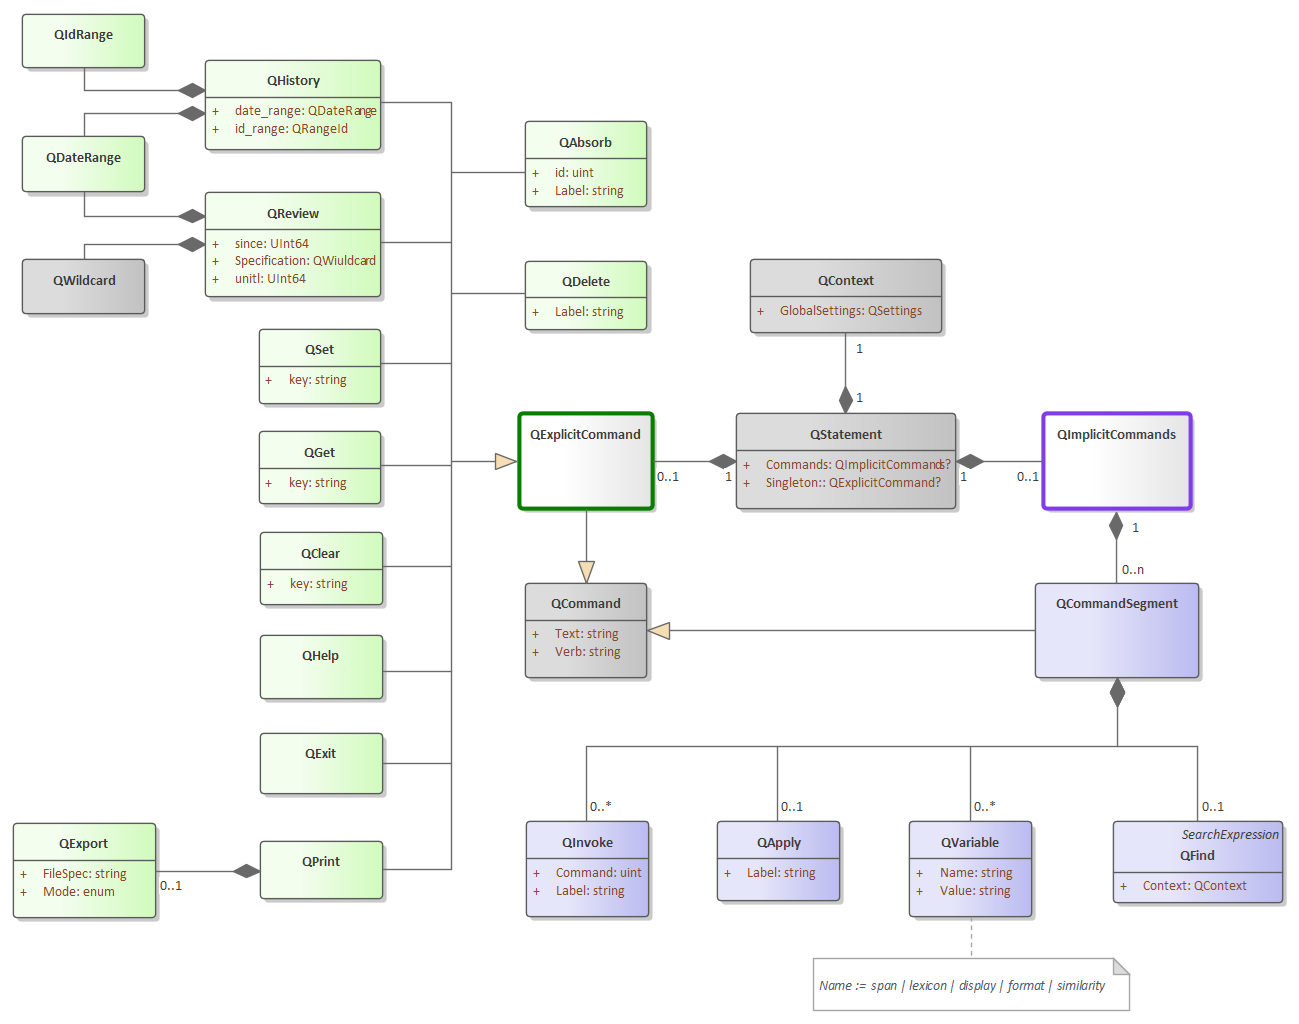 QIdRange
QHistory
+ date_range: QDateRange
+ id_range: QRangeId
QDateRange
QAbsorb
+ id: uint
+ Label: string
QReview
+ since: UInt64
+ Specification: QWiuldcard
+ unitl: UInt64
QWildcard
QDelete
+ Label: string
QContext
+ GlobalSettings: QSettings
1
1
QSet
+ key: string
QExplicitCommand
0..1
1
QStatement
+ Commands: QImplicitCommands?
+ Singleton:: QExplicitCommand?
1
0..1
QImplicitCommands
1
0..n
QGet
+ key: string
QClear
+ key: string
QCommand
+ Text: string
+ Verb: string
QCommandSegment
QHelp
QExit
0..*
0..1
0..*
0..1
QExport
+ FileSpec: string
+ Mode: enum
0..1
QPrint
QInvoke
+ Command: uint
+ Label: string
QApply
+ Label: string
QVariable
+ Name: string
+ Value: string
SearchExpression
QFind
+ Context: QContext
Name := span | lexicon | display | format | similarity